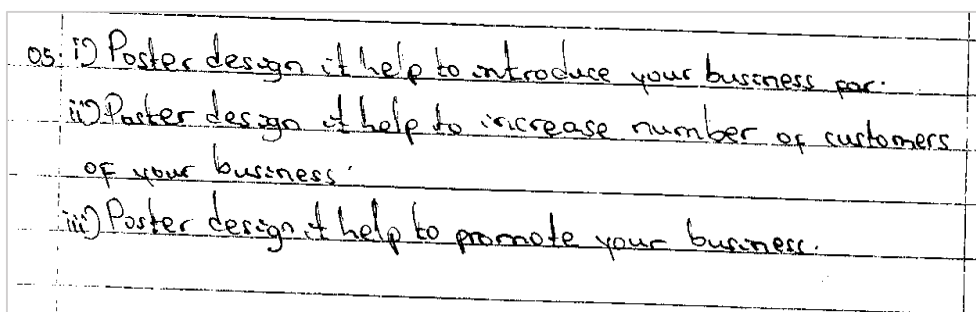 05. i) Poster design it help to introduce your business for.
ii) Poster design it help to increase number of customers
of your business.
iii) Poster design it help to promote your business.